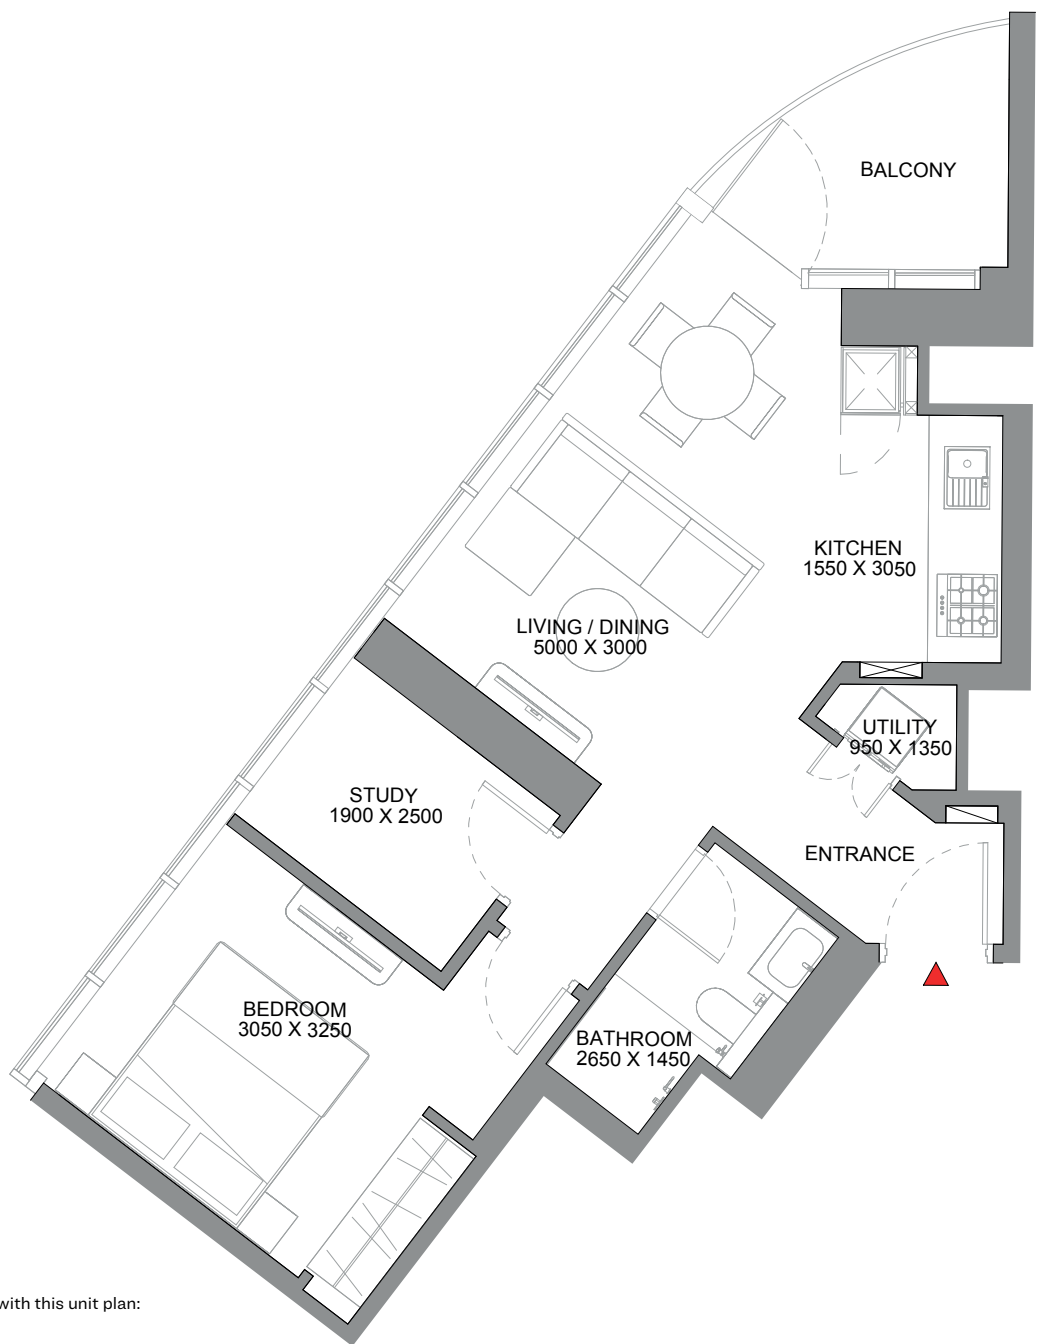 BALCONY
KITCHEN
1550 X 3050
LIVING / DINING
5000 X 3000
UTILITY
950 X 1350
STUDY
1900 X 2500
ENTRANCE
BEDROOM
3050 X 3250
BATHROOM
2650 X 1450
with this unit plan: